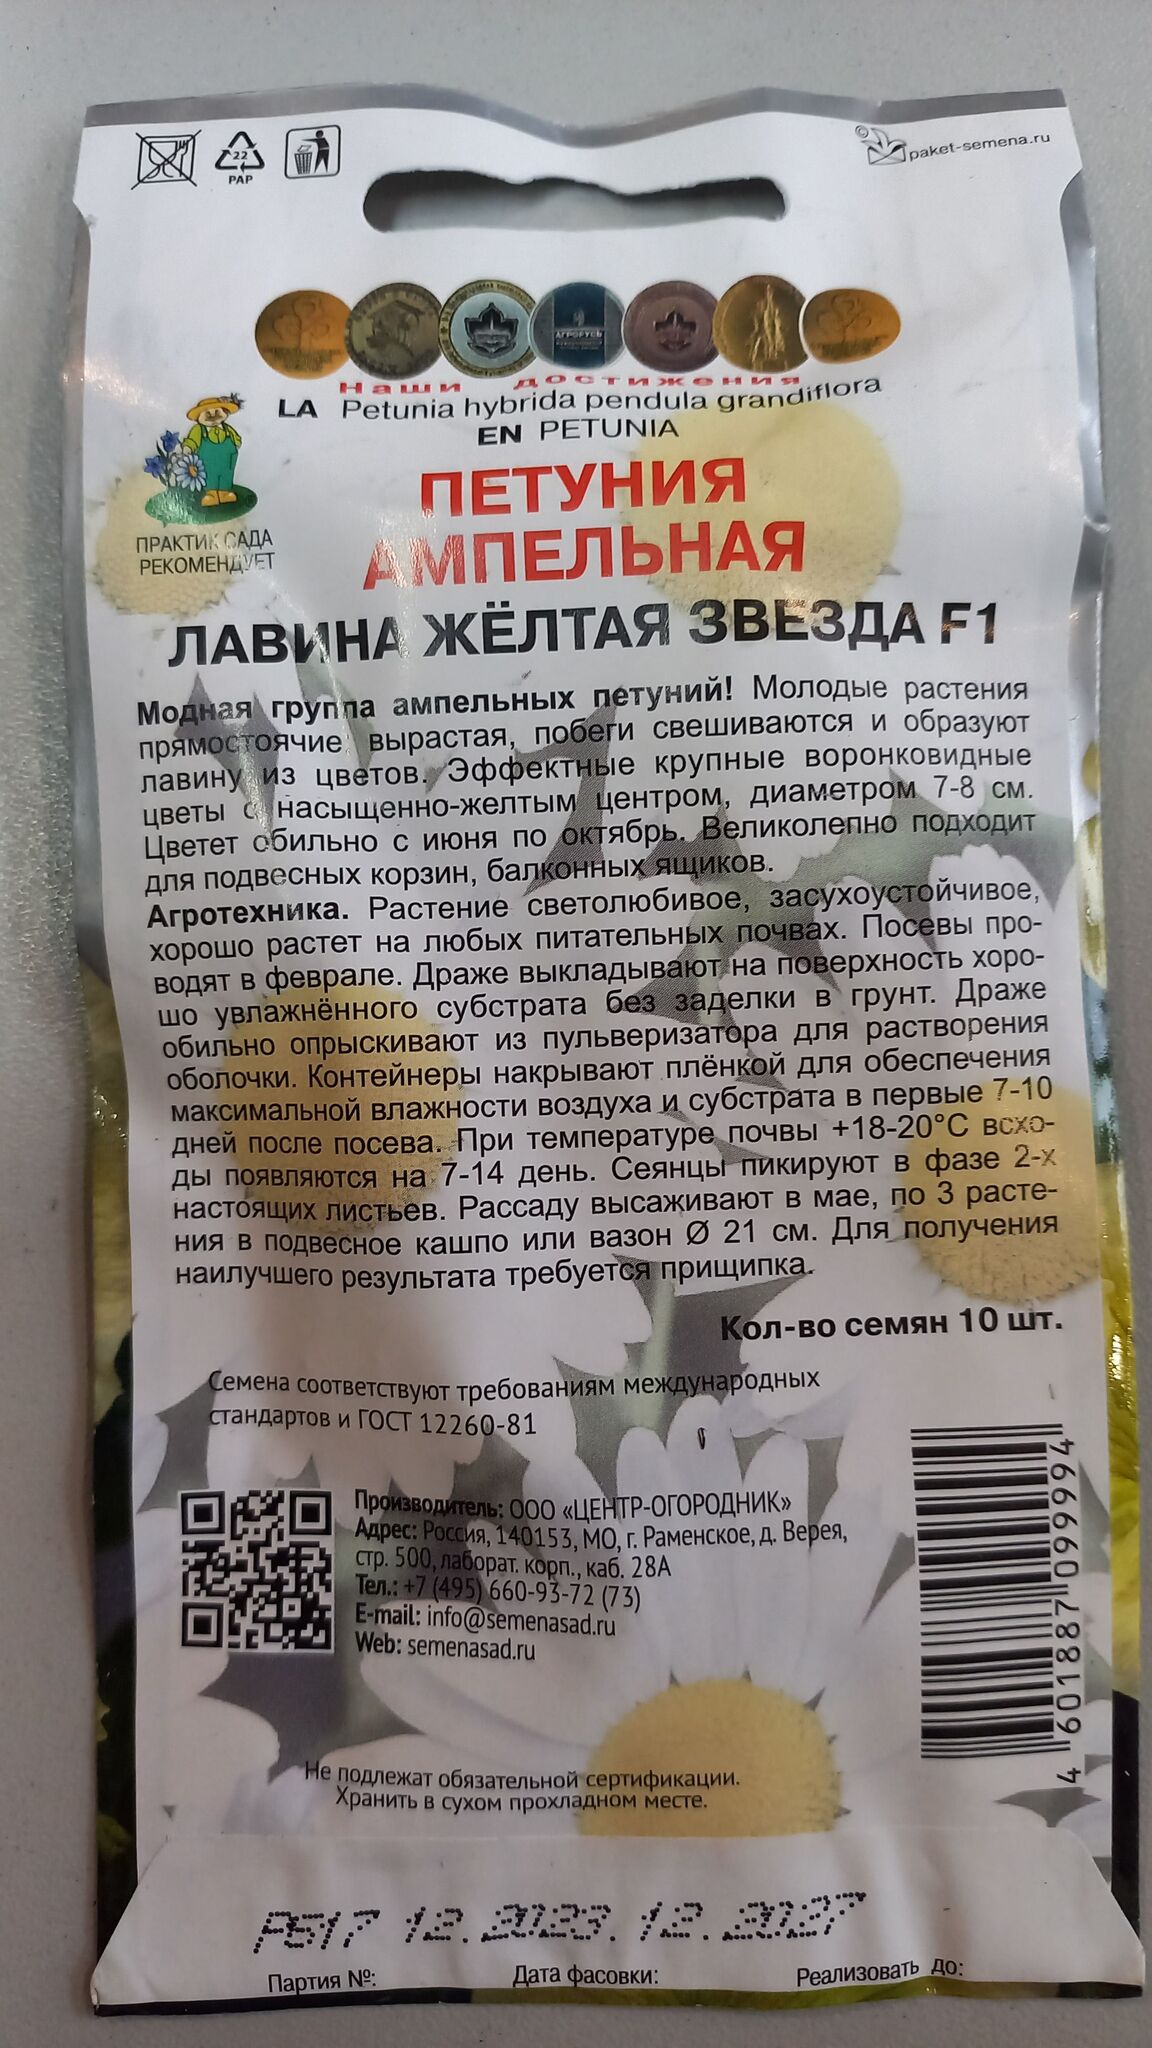 22
PAP
©
paket-semena.ru
АГРОРУСЬ
Наши достижения
LA Petunia hybrida pendula grandiflora
EN PETUNIA
ПРАКТИК САДА
РЕКОМЕНДУЕТ
ПЕТУНИЯ
АМПЕЛЬНАЯ
ЛАВИНА ЖЁЛТАЯ ЗВЕЗДА F1
Модная группа ампельных петуний! Молодые растения
прямостоячие, вырастая, побеги свешиваются и образуют
лавину из цветов. Эффектные крупные воронковидные
цветы с насыщенно-желтым центром, диаметром 7-8 см.
Цветет обильно с июня по октябрь. Великолепно подходит
для подвесных корзин, балконных ящиков.
Агротехника. Растение светолюбивое, засухоустойчивое,
хорошо растет на любых питательных почвах. Посевы про-
водят в феврале. Драже выкладывают на поверхность хоро-
шо увлажнённого субстрата без заделки в грунт. Драже
обильно опрыскивают из пульверизатора для растворения
оболочки. Контейнеры накрывают плёнкой для обеспечения
максимальной влажности воздуха и субстрата в первые 7-10
дней после посева. При температуре почвы +18-20°С всхо-
ды появляются на 7-14 день. Сеянцы пикируют в фазе 2-х
настоящих листьев. Рассаду высаживают в мае, по 3 расте-
ния в подвесное кашпо или вазон Ø 21 см. Для получения
наилучшего результата требуется прищипка.
Кол-во семян 10 шт.
Семена соответствуют требованиям международных
стандартов и ГОСТ 12260-81
Производитель: ООО «ЦЕНТР-ОГОРОДНИК»
Адрес: Россия, 140153, МО, г. Раменское, д. Верея,
стр. 500, лаборат. корп., каб. 28А
Тел.: +7 (495) 660-93-72 (73)
E-mail: info@semenasad.ru
Web: semenasad.ru
4 601887 099994
Не подлежат обязательной сертификации.
Хранить в сухом прохладном месте.
P517 12.2023.12.2027
Партия №: Дата фасовки: Реализовать до: